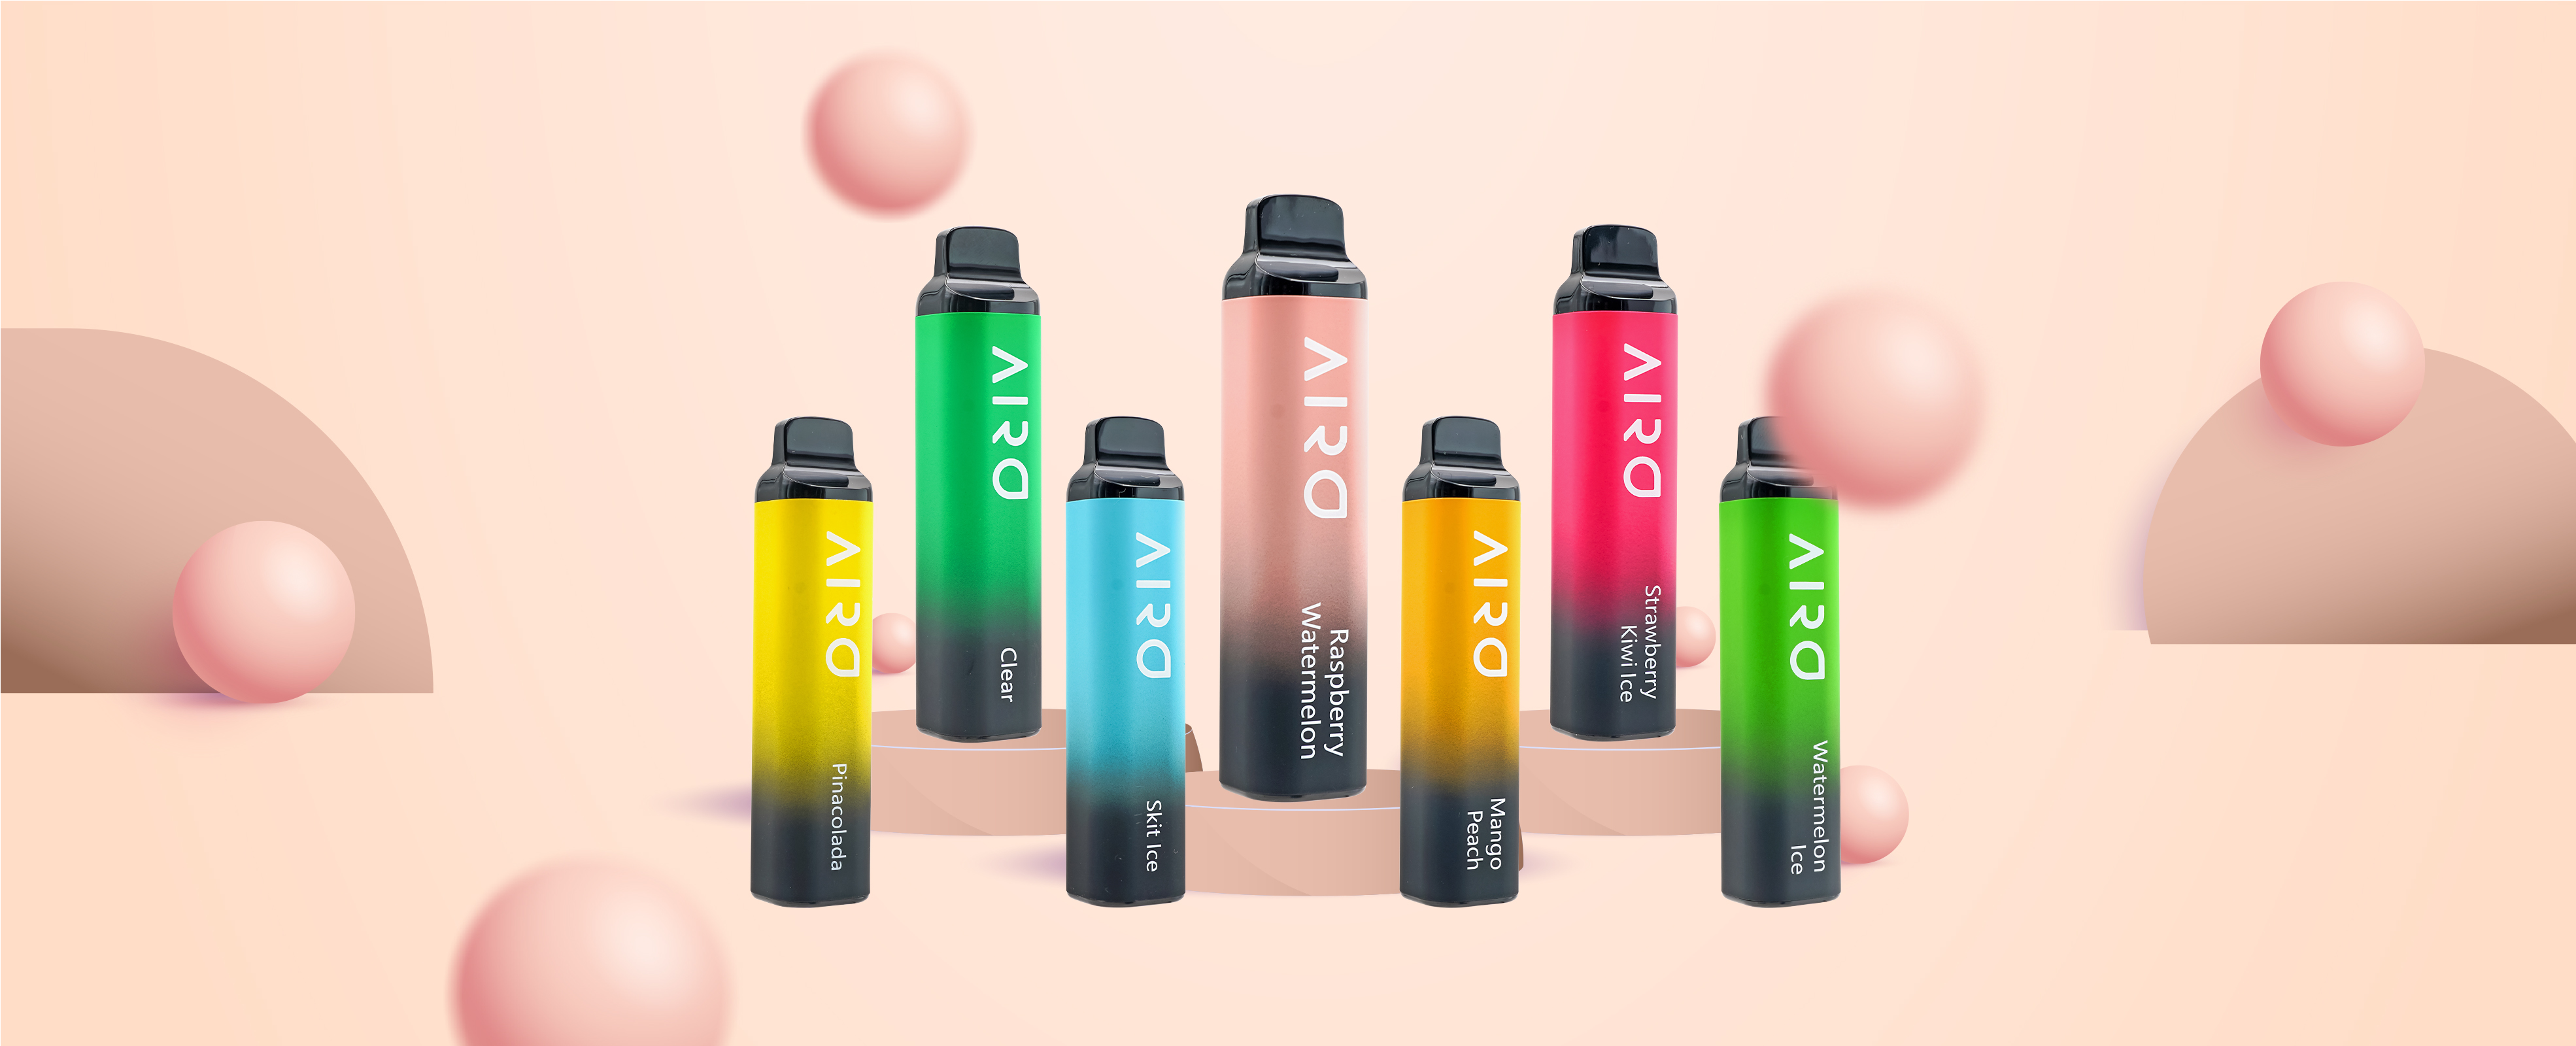 AIRO
Pinacolada
AIRO
Clear
AIRO
Skit Ice
AIRO
Raspberry
Watermelon
AIRO
Mango
Peach
AIRO
Strawberry
Kiwi Ice
AIRO
Watermelon
Ice